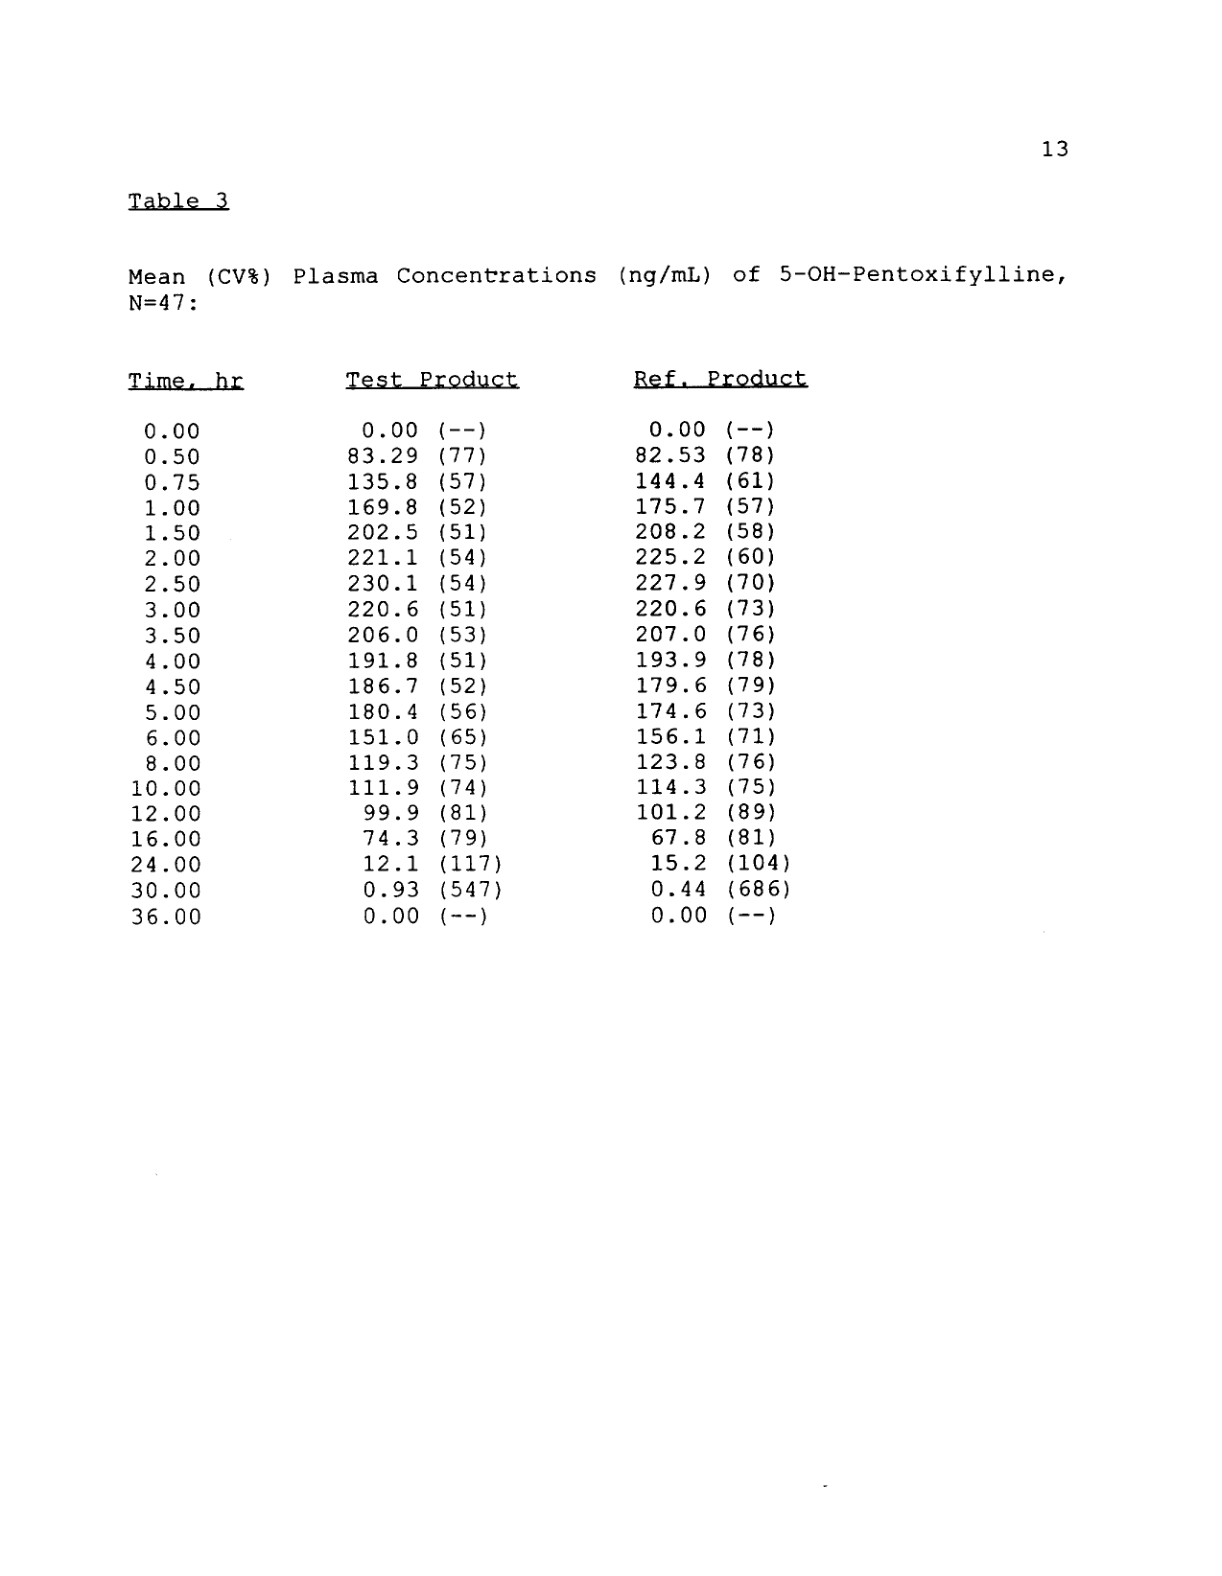 13
Table 3
Mean (CV%) Plasma Concentrations (ng/mL) of 5-OH-Pentoxifylline,
N=47:
Time, hr Test Product Ref. Product
0.00 0.00 (--) 0.00 (--)
0.50 83.29 (77) 82.53 (78)
0.75 135.8 (57) 144.4 (61)
1.00 169.8 (52) 175.7 (57)
1.50 202.5 (51) 208.2 (58)
2.00 221.1 (54) 225.2 (60)
2.50 230.1 (54) 227.9 (70)
3.00 220.6 (51) 220.6 (73)
3.50 206.0 (53) 207.0 (76)
4.00 191.8 (51) 193.9 (78)
4.50 186.7 (52) 179.6 (79)
5.00 180.4 (56) 174.6 (73)
6.00 151.0 (65) 156.1 (71)
8.00 119.3 (75) 123.8 (76)
10.00 111.9 (74) 114.3 (75)
12.00 99.9 (81) 101.2 (89)
16.00 74.3 (79) 67.8 (81)
24.00 12.1 (117) 15.2 (104)
30.00 0.93 (547) 0.44 (686)
36.00 0.00 (--) 0.00 (--)